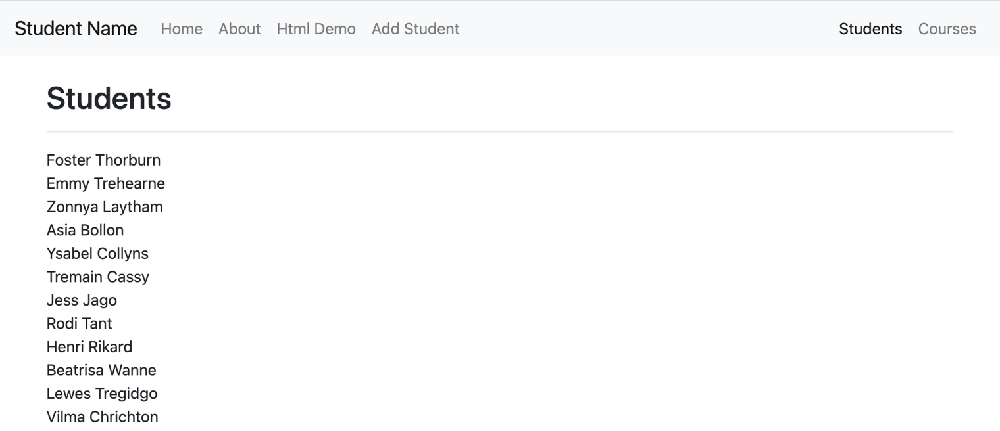 Student Name Home About Html Demo Add Student Students Courses
Students
Foster Thorburn
Emmy Trehearne
Zonnya Laytham
Asia Bollon
Ysabel Collyns
Tremain Cassy
Jess Jago
Rodi Tant
Henri Rikard
Beatrisa Wanne
Lewes Tregidgo
Vilma Chrichton